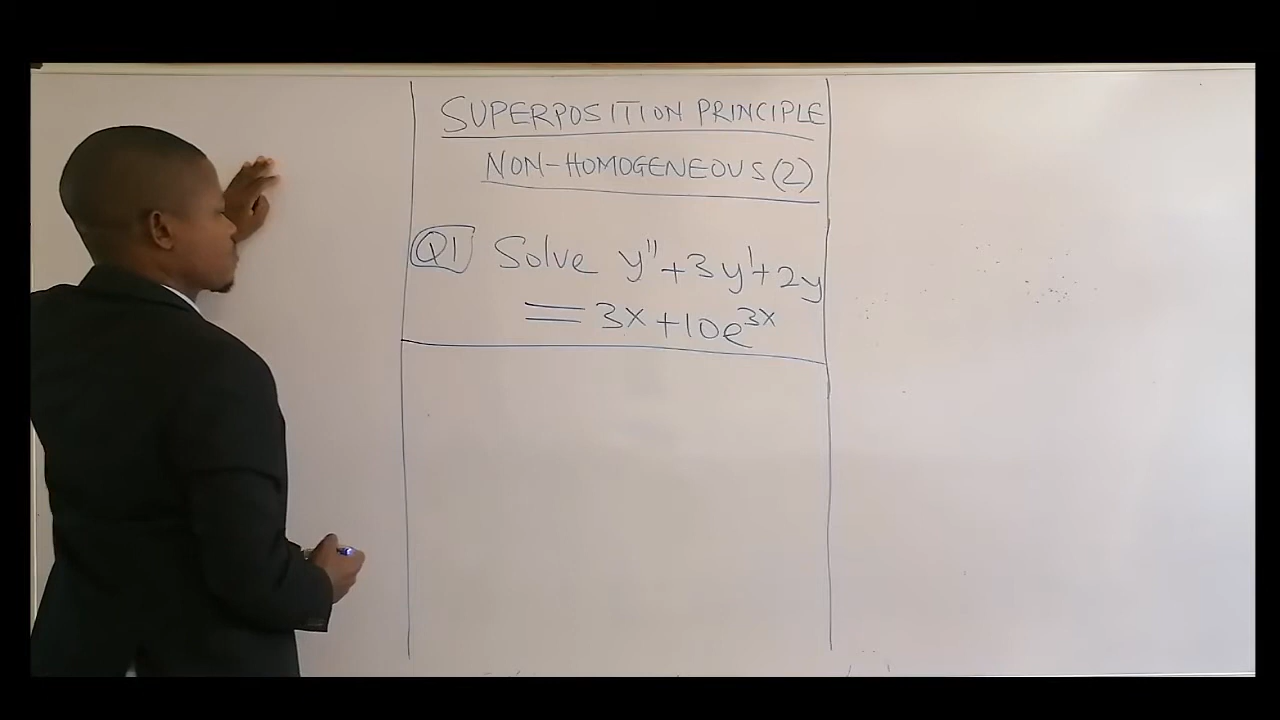 SUPERPOSITION PRINCIPLE
NON-HOMOGENEOUS(2)
Q1 Solve y''+3y'+2y
=3x+10e^3x